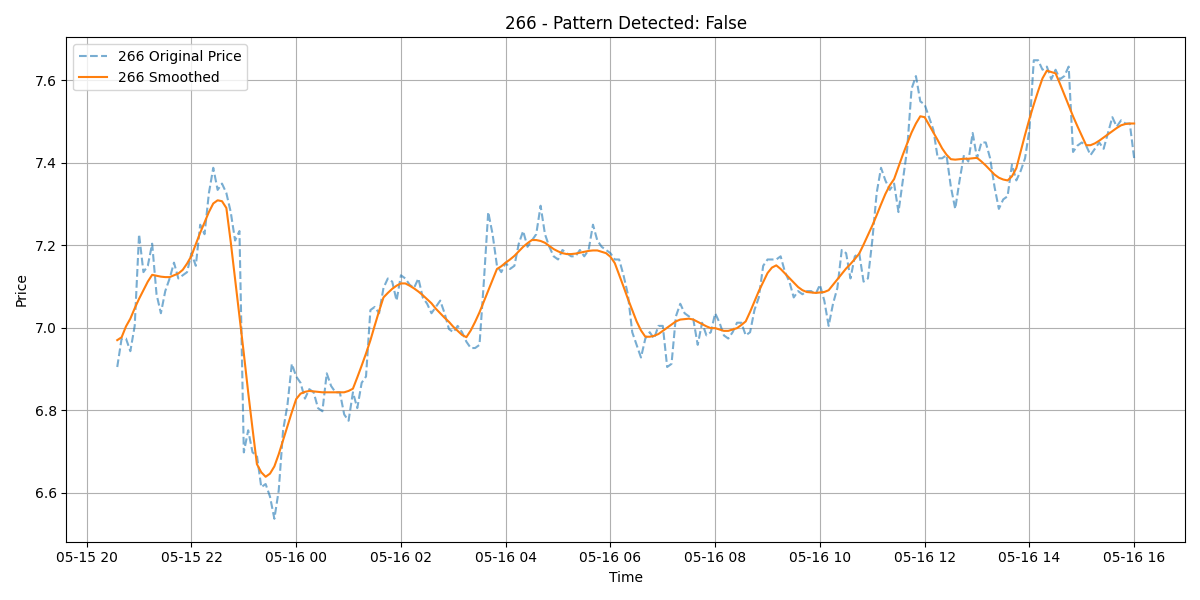 266 - Pattern Detected: False
266 Original Price
266 Smoothed
Price
7.6
7.4
7.2
7.0
6.8
6.6
05-15 20 05-15 22 05-16 00 05-16 02 05-16 04 05-16 06 05-16 08 05-16 10 05-16 12 05-16 14 05-16 16
Time